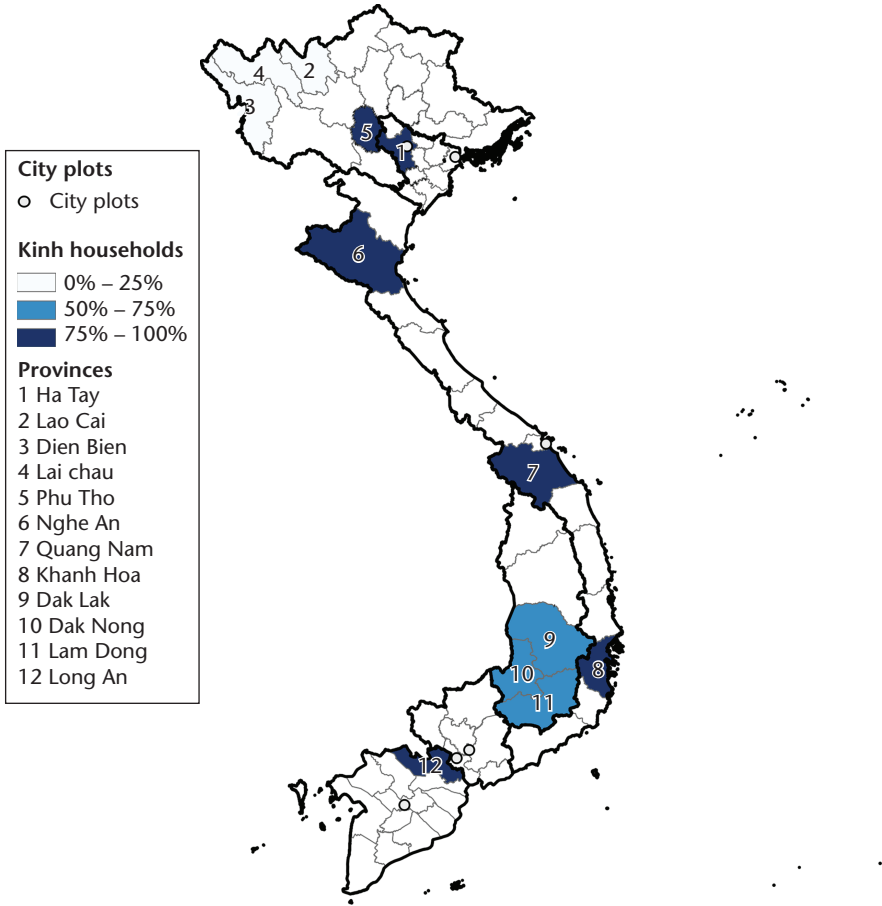 4
2
3
5
1
6
7
9
10
8
11
12
City plots
City plots
Kinh households
0% – 25%
50% – 75%
75% – 100%
Provinces
1 Ha Tay
2 Lao Cai
3 Dien Bien
4 Lai chau
5 Phu Tho
6 Nghe An
7 Quang Nam
8 Khanh Hoa
9 Dak Lak
10 Dak Nong
11 Lam Dong
12 Long An